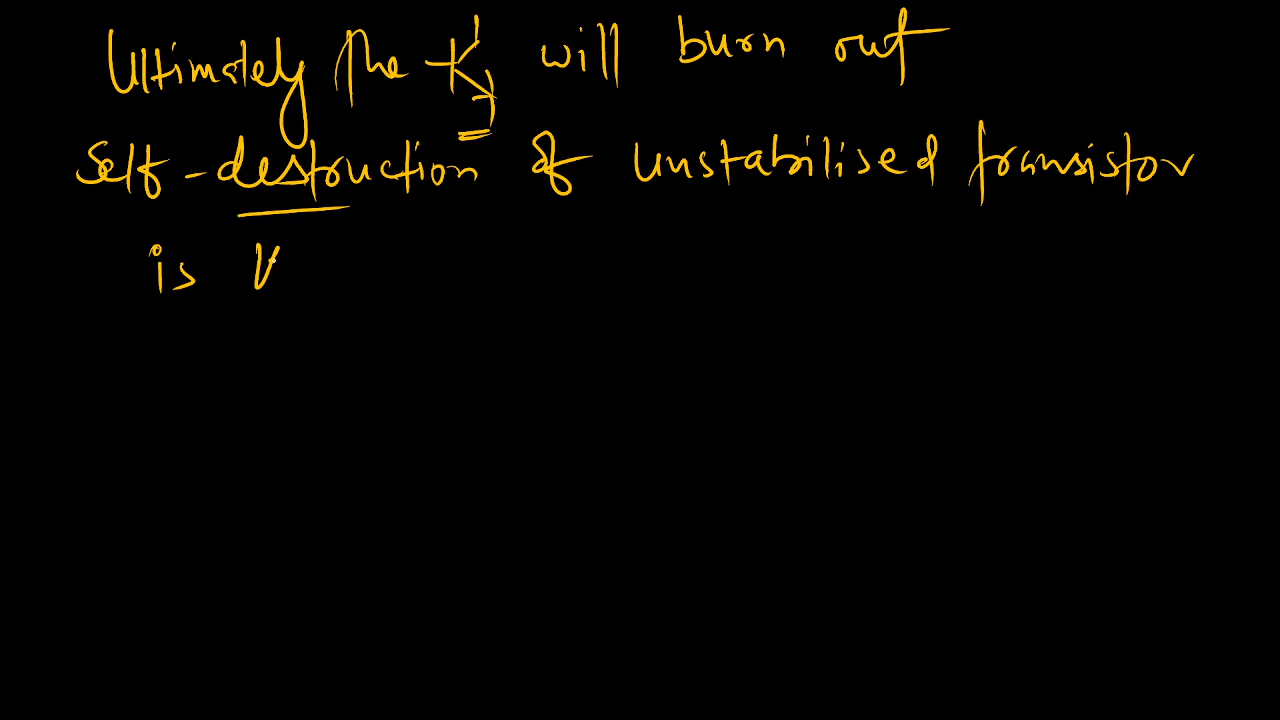 Ultimately the will burn out
Self-destruction of unstabilised transistor
is